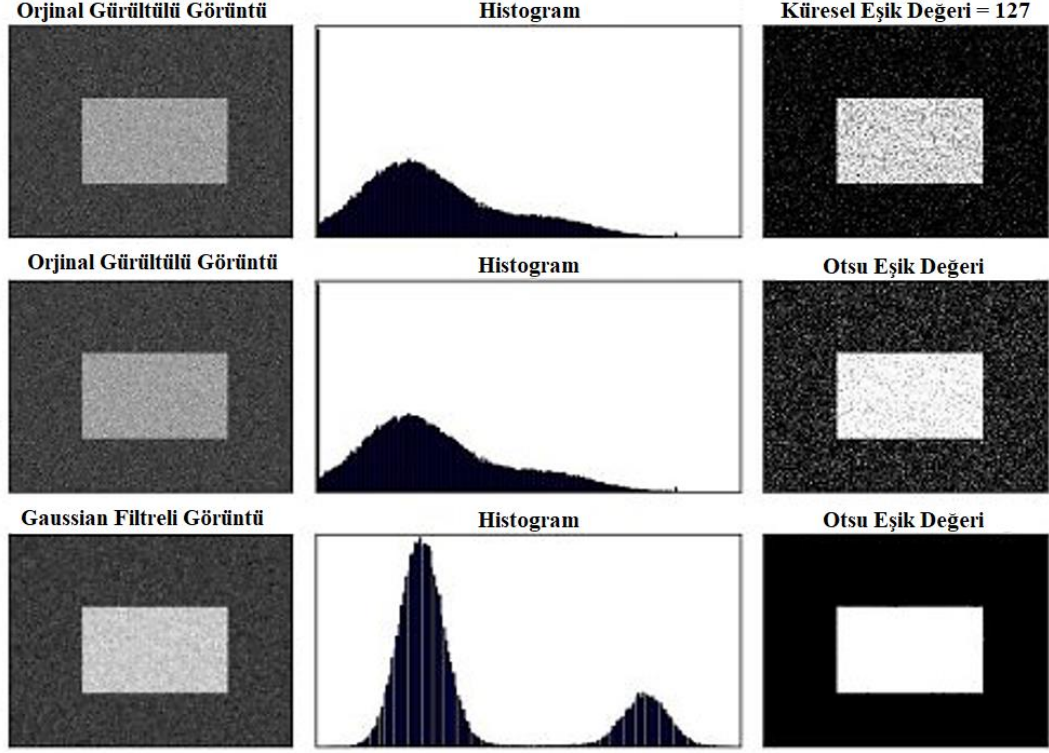 Orjinal Gürültülü Görüntü
Histogram
Küresel Eşik Değeri = 127
Orjinal Gürültülü Görüntü
Histogram
Otsu Eşik Değeri
Gaussian Filtreli Görüntü
Histogram
Otsu Eşik Değeri